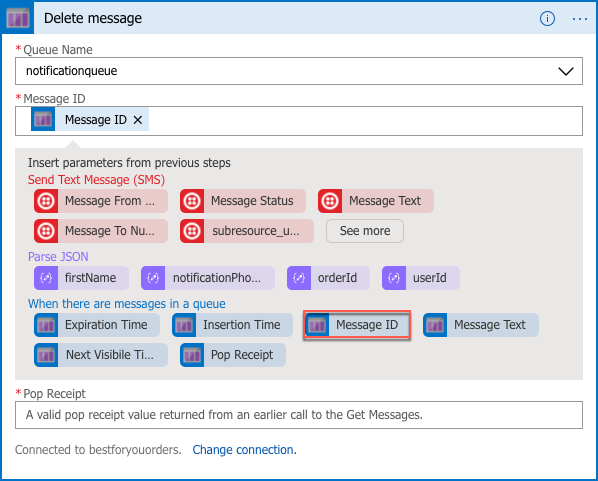 Delete message
* Queue Name
notificationqueue
* Message ID
Message ID ×
Insert parameters from previous steps
Send Text Message (SMS)
Message From ... Message Status Message Text
Message To Nu... subresource_u... See more
Parse JSON
firstName notificationPho... orderId userId
When there are messages in a queue
Expiration Time Insertion Time Message ID Message Text
Next Visibile Ti... Pop Receipt
* Pop Receipt
A valid pop receipt value returned from an earlier call to the Get Messages.
Connected to bestforyouorders. Change connection.